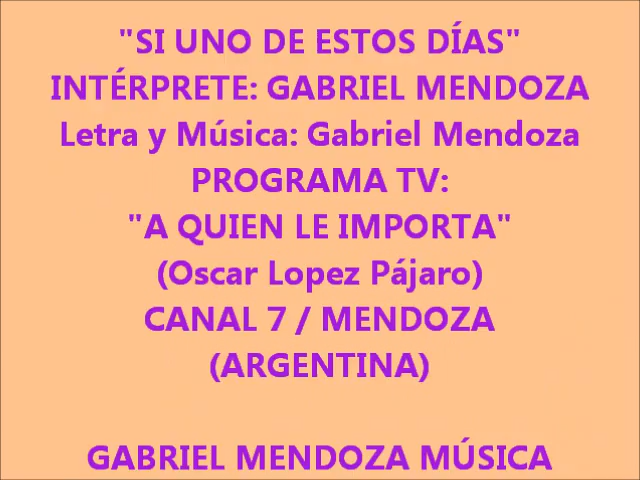 "SI UNO DE ESTOS DÍAS"
INTÉRPRETE: GABRIEL MENDOZA
Letra y Música: Gabriel Mendoza
PROGRAMA TV:
"A QUIEN LE IMPORTA"
(Oscar Lopez Pájaro)
CANAL 7 / MENDOZA
(ARGENTINA)
GABRIEL MENDOZA MÚSICA